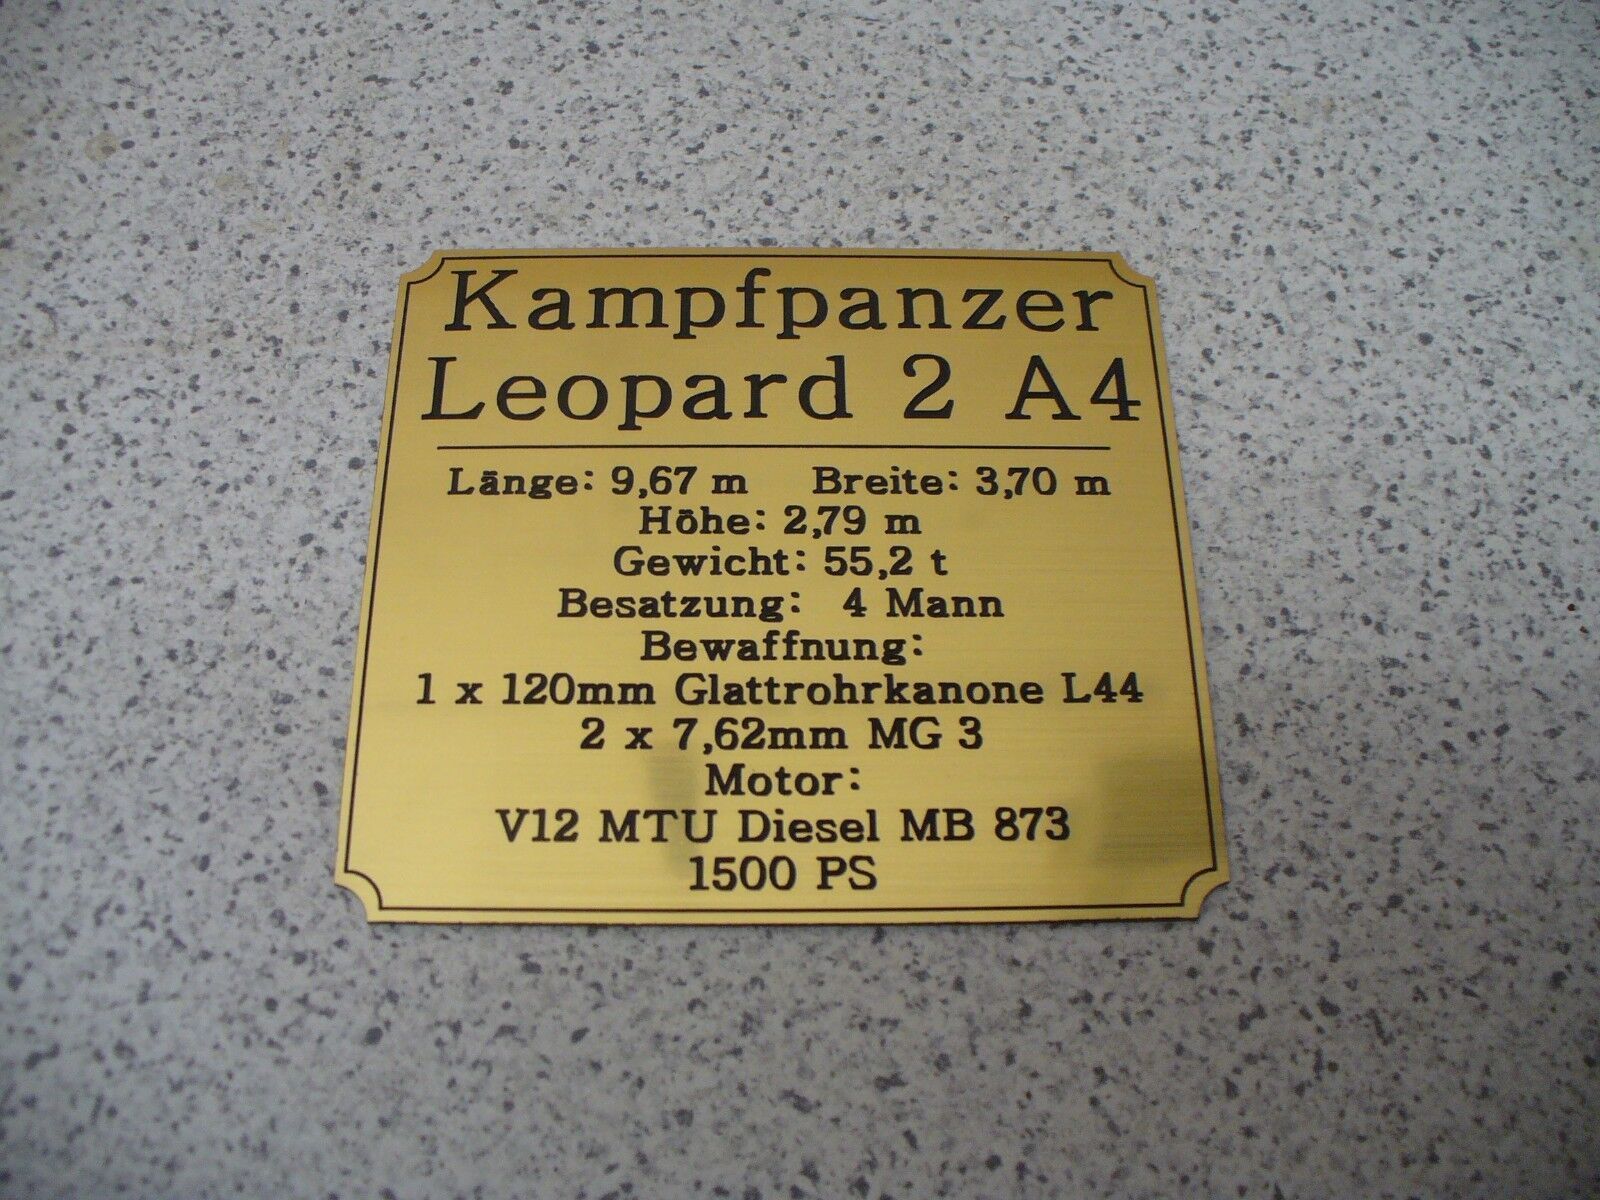 Kampfpanzer
Leopard 2 A4
Länge: 9,67 m Breite: 3,70 m
Höhe: 2,79 m
Gewicht: 55,2 t
Besatzung: 4 Mann
Bewaffnung:
1 x 120mm Glattrohrkanone L44
2 x 7,62mm MG 3
Motor:
V12 MTU Diesel MB 873
1500 PS